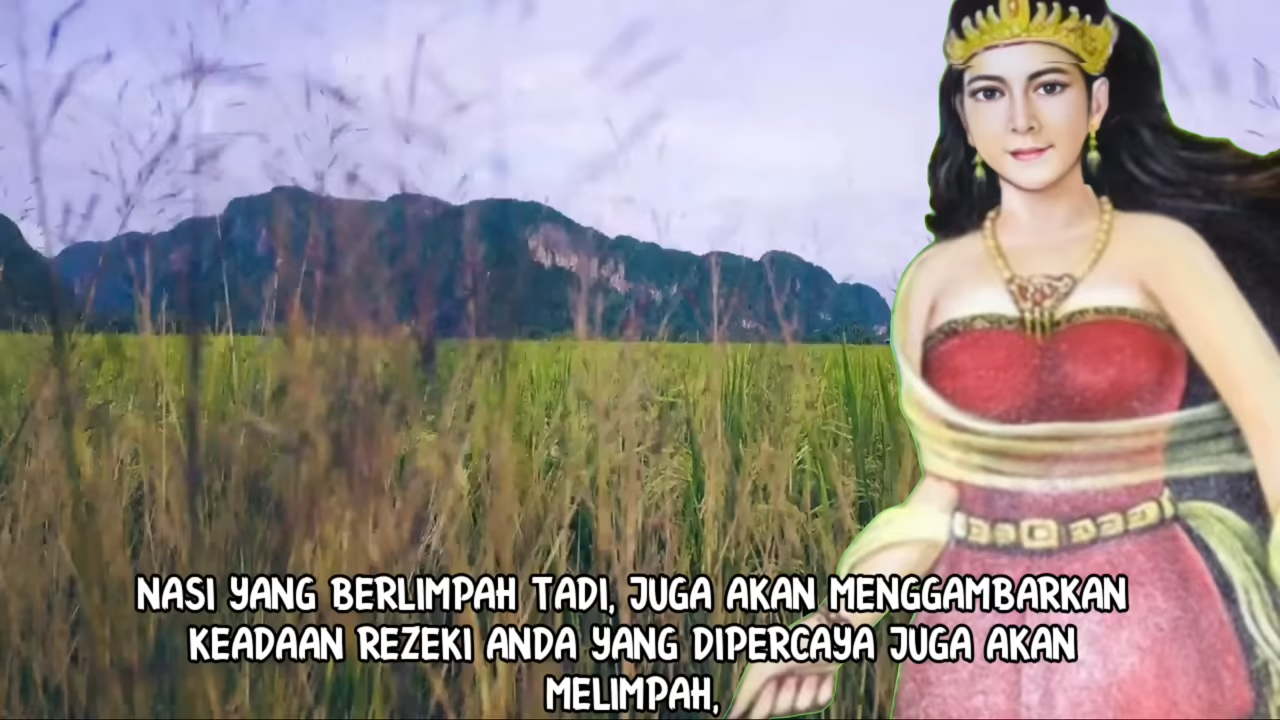 NASI YANG BERLIMPAH TADI, JUGA AKAN MENGGAMBARKAN
KEADAAN REZEKI ANDA YANG DIPERCAYA JUGA AKAN
MELIMPAH,